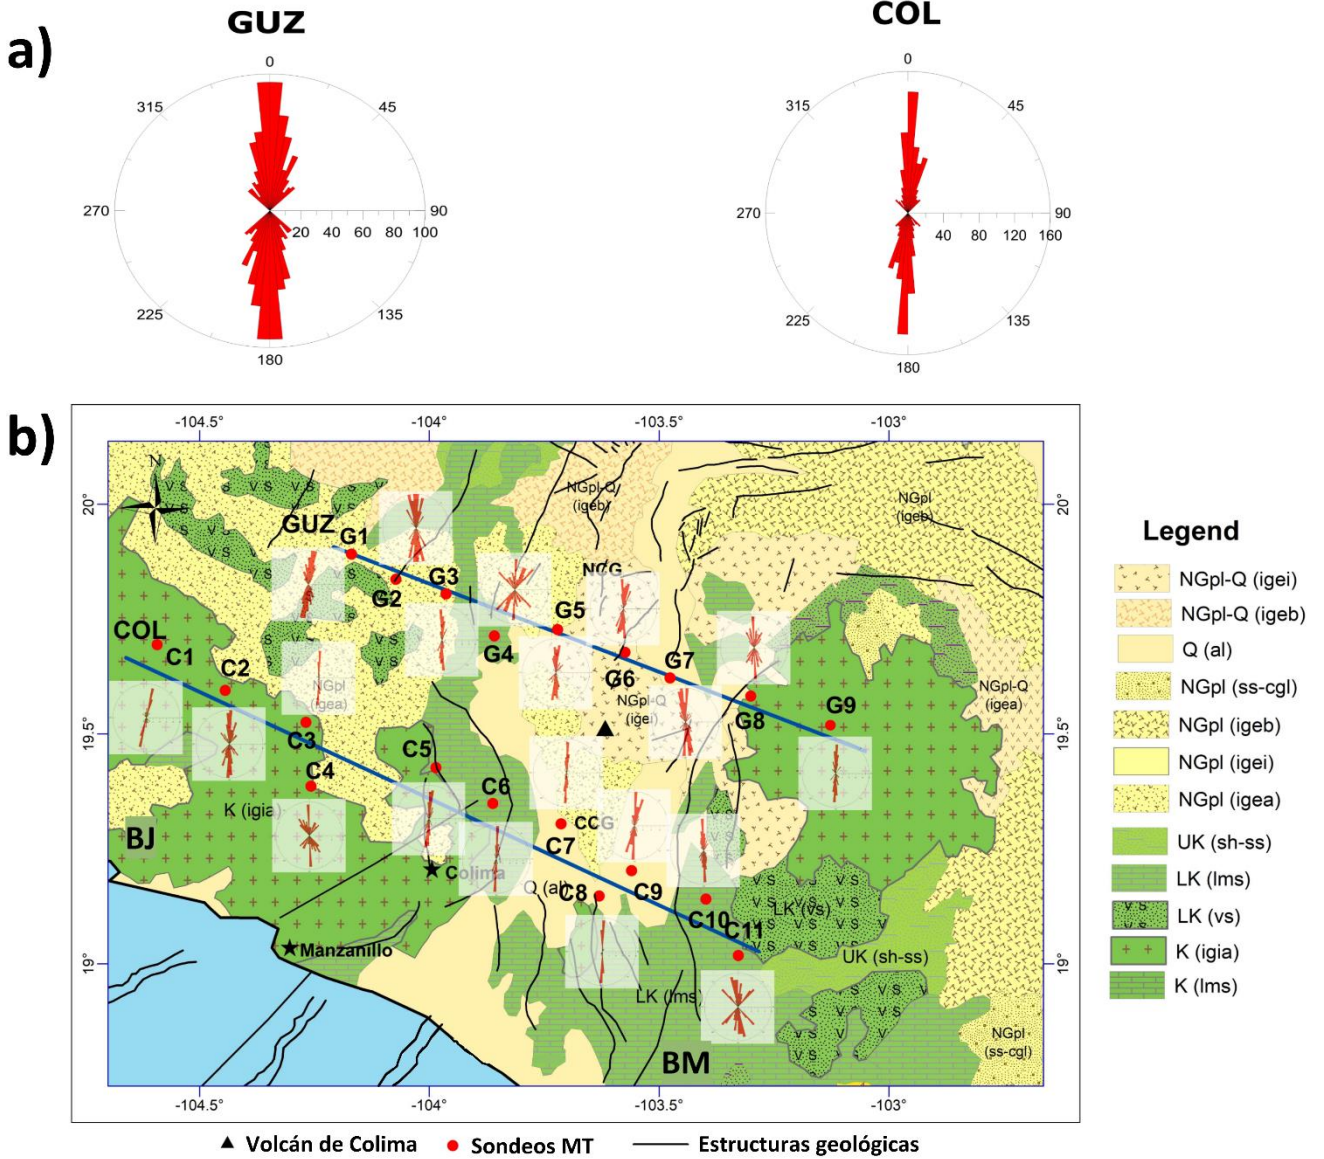 a)
GUZ
COL
0
315 45
270 90
20 40 60 80 100
225 135
180
0
315 45
270 90
40 80 120 160
225 135
180
b)
-104.5° -104° -103.5° -103°
20° 20°
19.5° 19.5°
19° 19°
-104.5° -104° -103.5° -103°
N
GUZ
G1
G2
G3
G4
G5
G6
G7
G8
G9
COL
C1
C2
C3
C4
C5
C6
C7
C8
C9
C10
C11
NCG
CCG
BJ
BM
Colima
Manzanillo
NGpl-Q
(igeb)
NGpl
(igeb)
NGpl
(igea)
NGpl-Q
(igei)
NGpl-Q
(igea)
K (igia)
Q (al)
LK (vs)
UK (sh-ss)
LK (lms)
NGpl
(ss-cgl)
Legend
NGpl-Q (igei)
NGpl-Q (igeb)
Q (al)
NGpl (ss-cgl)
NGpl (igeb)
NGpl (igei)
NGpl (igea)
UK (sh-ss)
LK (lms)
LK (vs)
K (igia)
K (lms)
Volcán de Colima Sondeos MT Estructuras geológicas